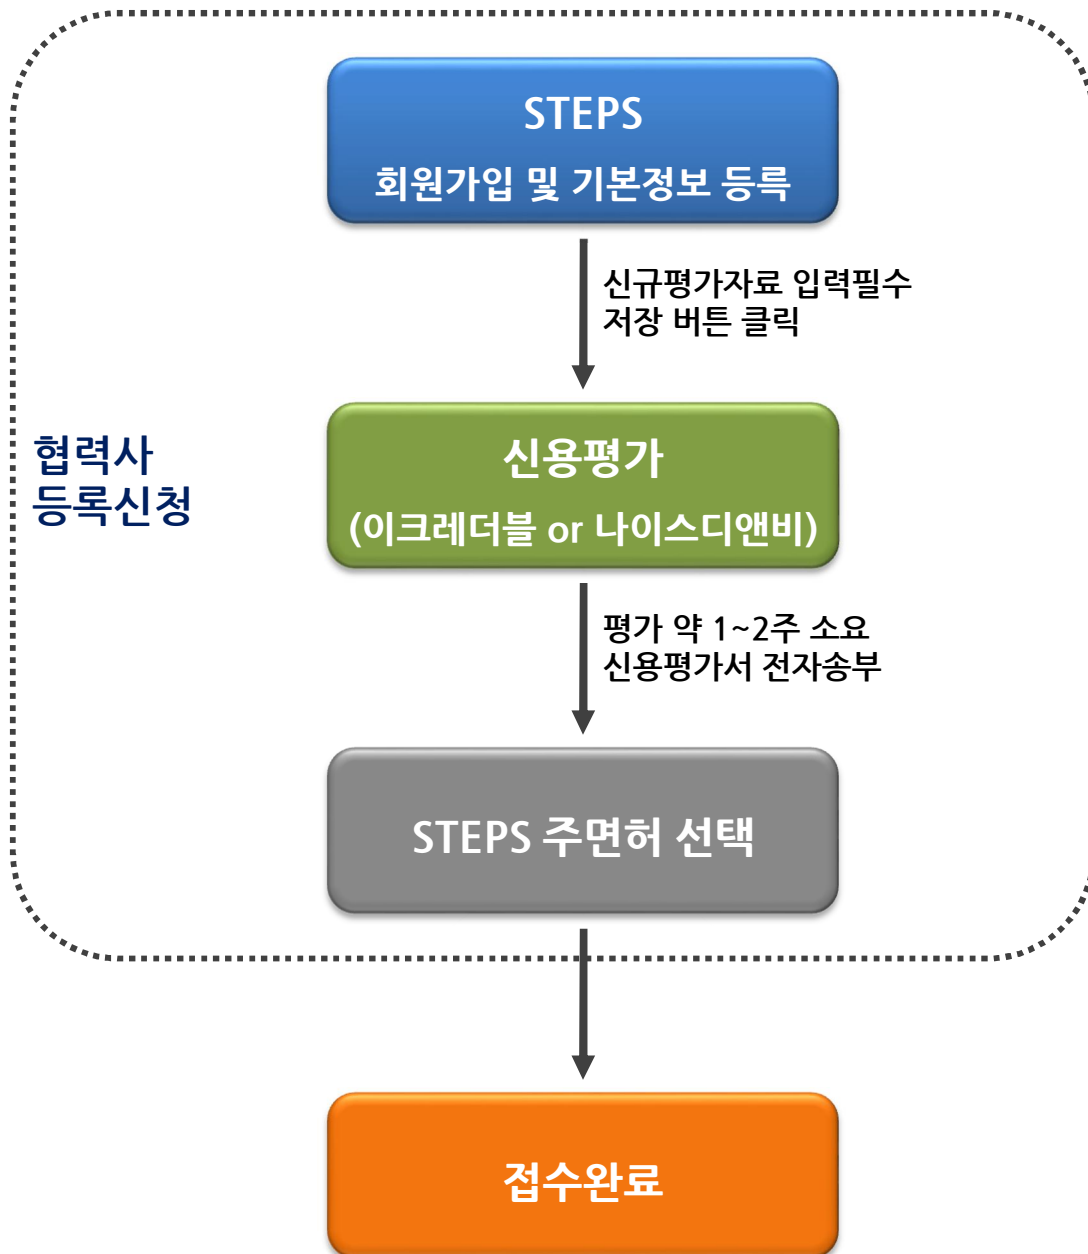 STEPS
회원가입 및 기본정보 등록
신규평가자료 입력필수
저장 버튼 클릭
협력사
등록신청
신용평가
(이크레더블 or 나이스디앤비)
평가 약 1~2주 소요
신용평가서 전자송부
STEPS 주면허 선택
접수완료